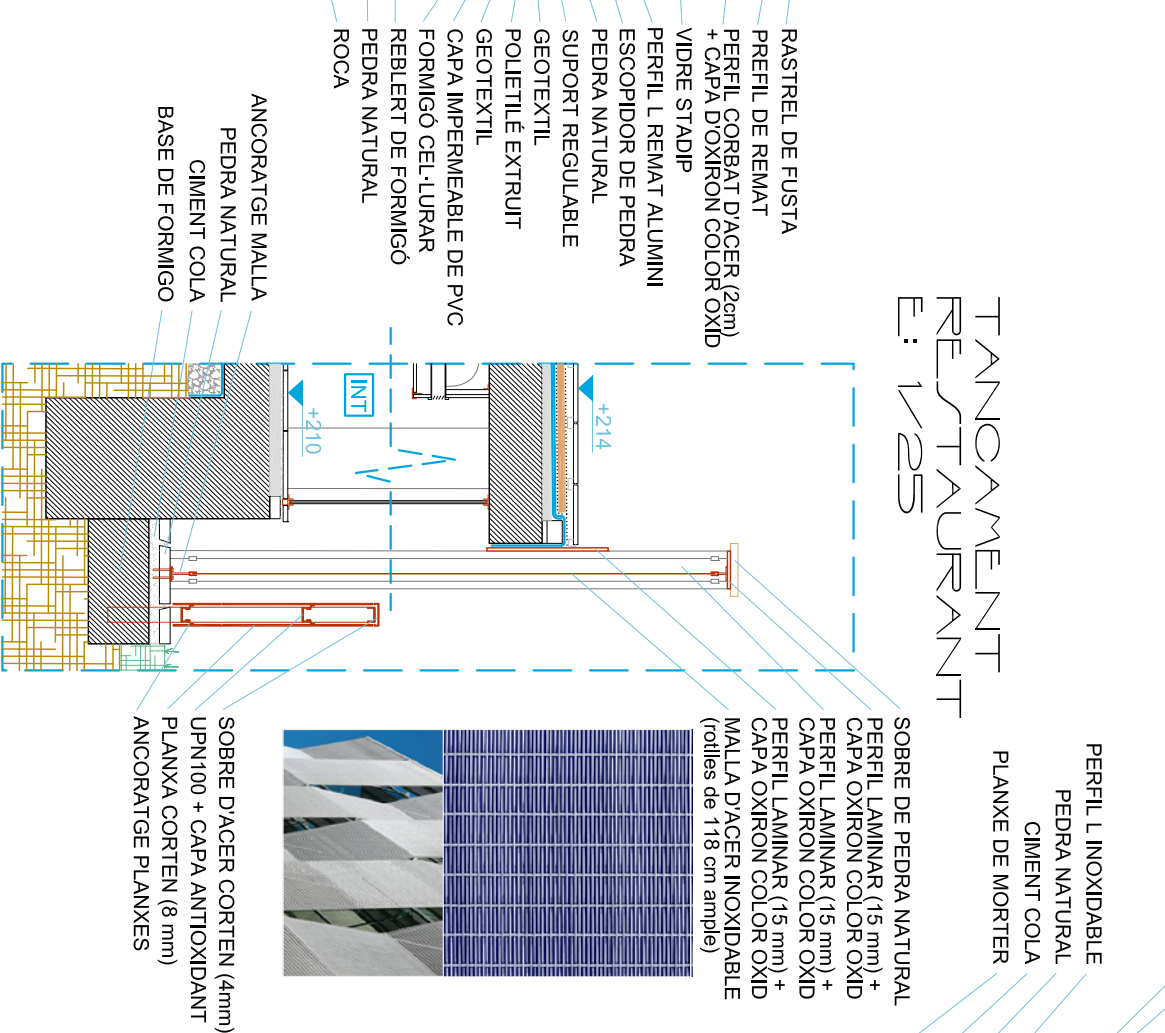 TANCAMENT
RESTAURANT
E: 1/25
RASTREL DE FUSTA
PREFIL DE REMAT
PERFIL CORBAT D'ACER (2cm)
+ CAPA D'OXIRON COLOR OXID
VIDRE STADIP
PERFIL L REMAT ALUMINI
ESCOPIDOR DE PEDRA
PEDRA NATURAL
SUPORT REGULABLE
GEOTEXTIL
POLIETILÉ EXTRUIT
GEOTEXTIL
CAPA IMPERMEABLE DE PVC
FORMIGÓ CEL·LURAR
REBLERT DE FORMIGÓ
PEDRA NATURAL
ROCA
ANCORATGE MALLA
PEDRA NATURAL
CIMENT COLA
BASE DE FORMIGO
+214
INT
+210
PERFIL L INOXIDABLE
PEDRA NATURAL
CIMENT COLA
PLANXE DE MORTER
SOBRE DE PEDRA NATURAL
PERFIL LAMINAR (15 mm) +
CAPA OXIRON COLOR OXID
PERFIL LAMINAR (15 mm) +
CAPA OXIRON COLOR OXID
PERFIL LAMINAR (15 mm) +
CAPA OXIRON COLOR OXID
MALLA D'ACER INOXIDABLE
(rotlles de 118 cm ample)
SOBRE D'ACER CORTEN (4mm)
UPN100 + CAPA ANTIOXIDANT
PLANXA CORTEN (8 mm)
ANCORATGE PLANXES